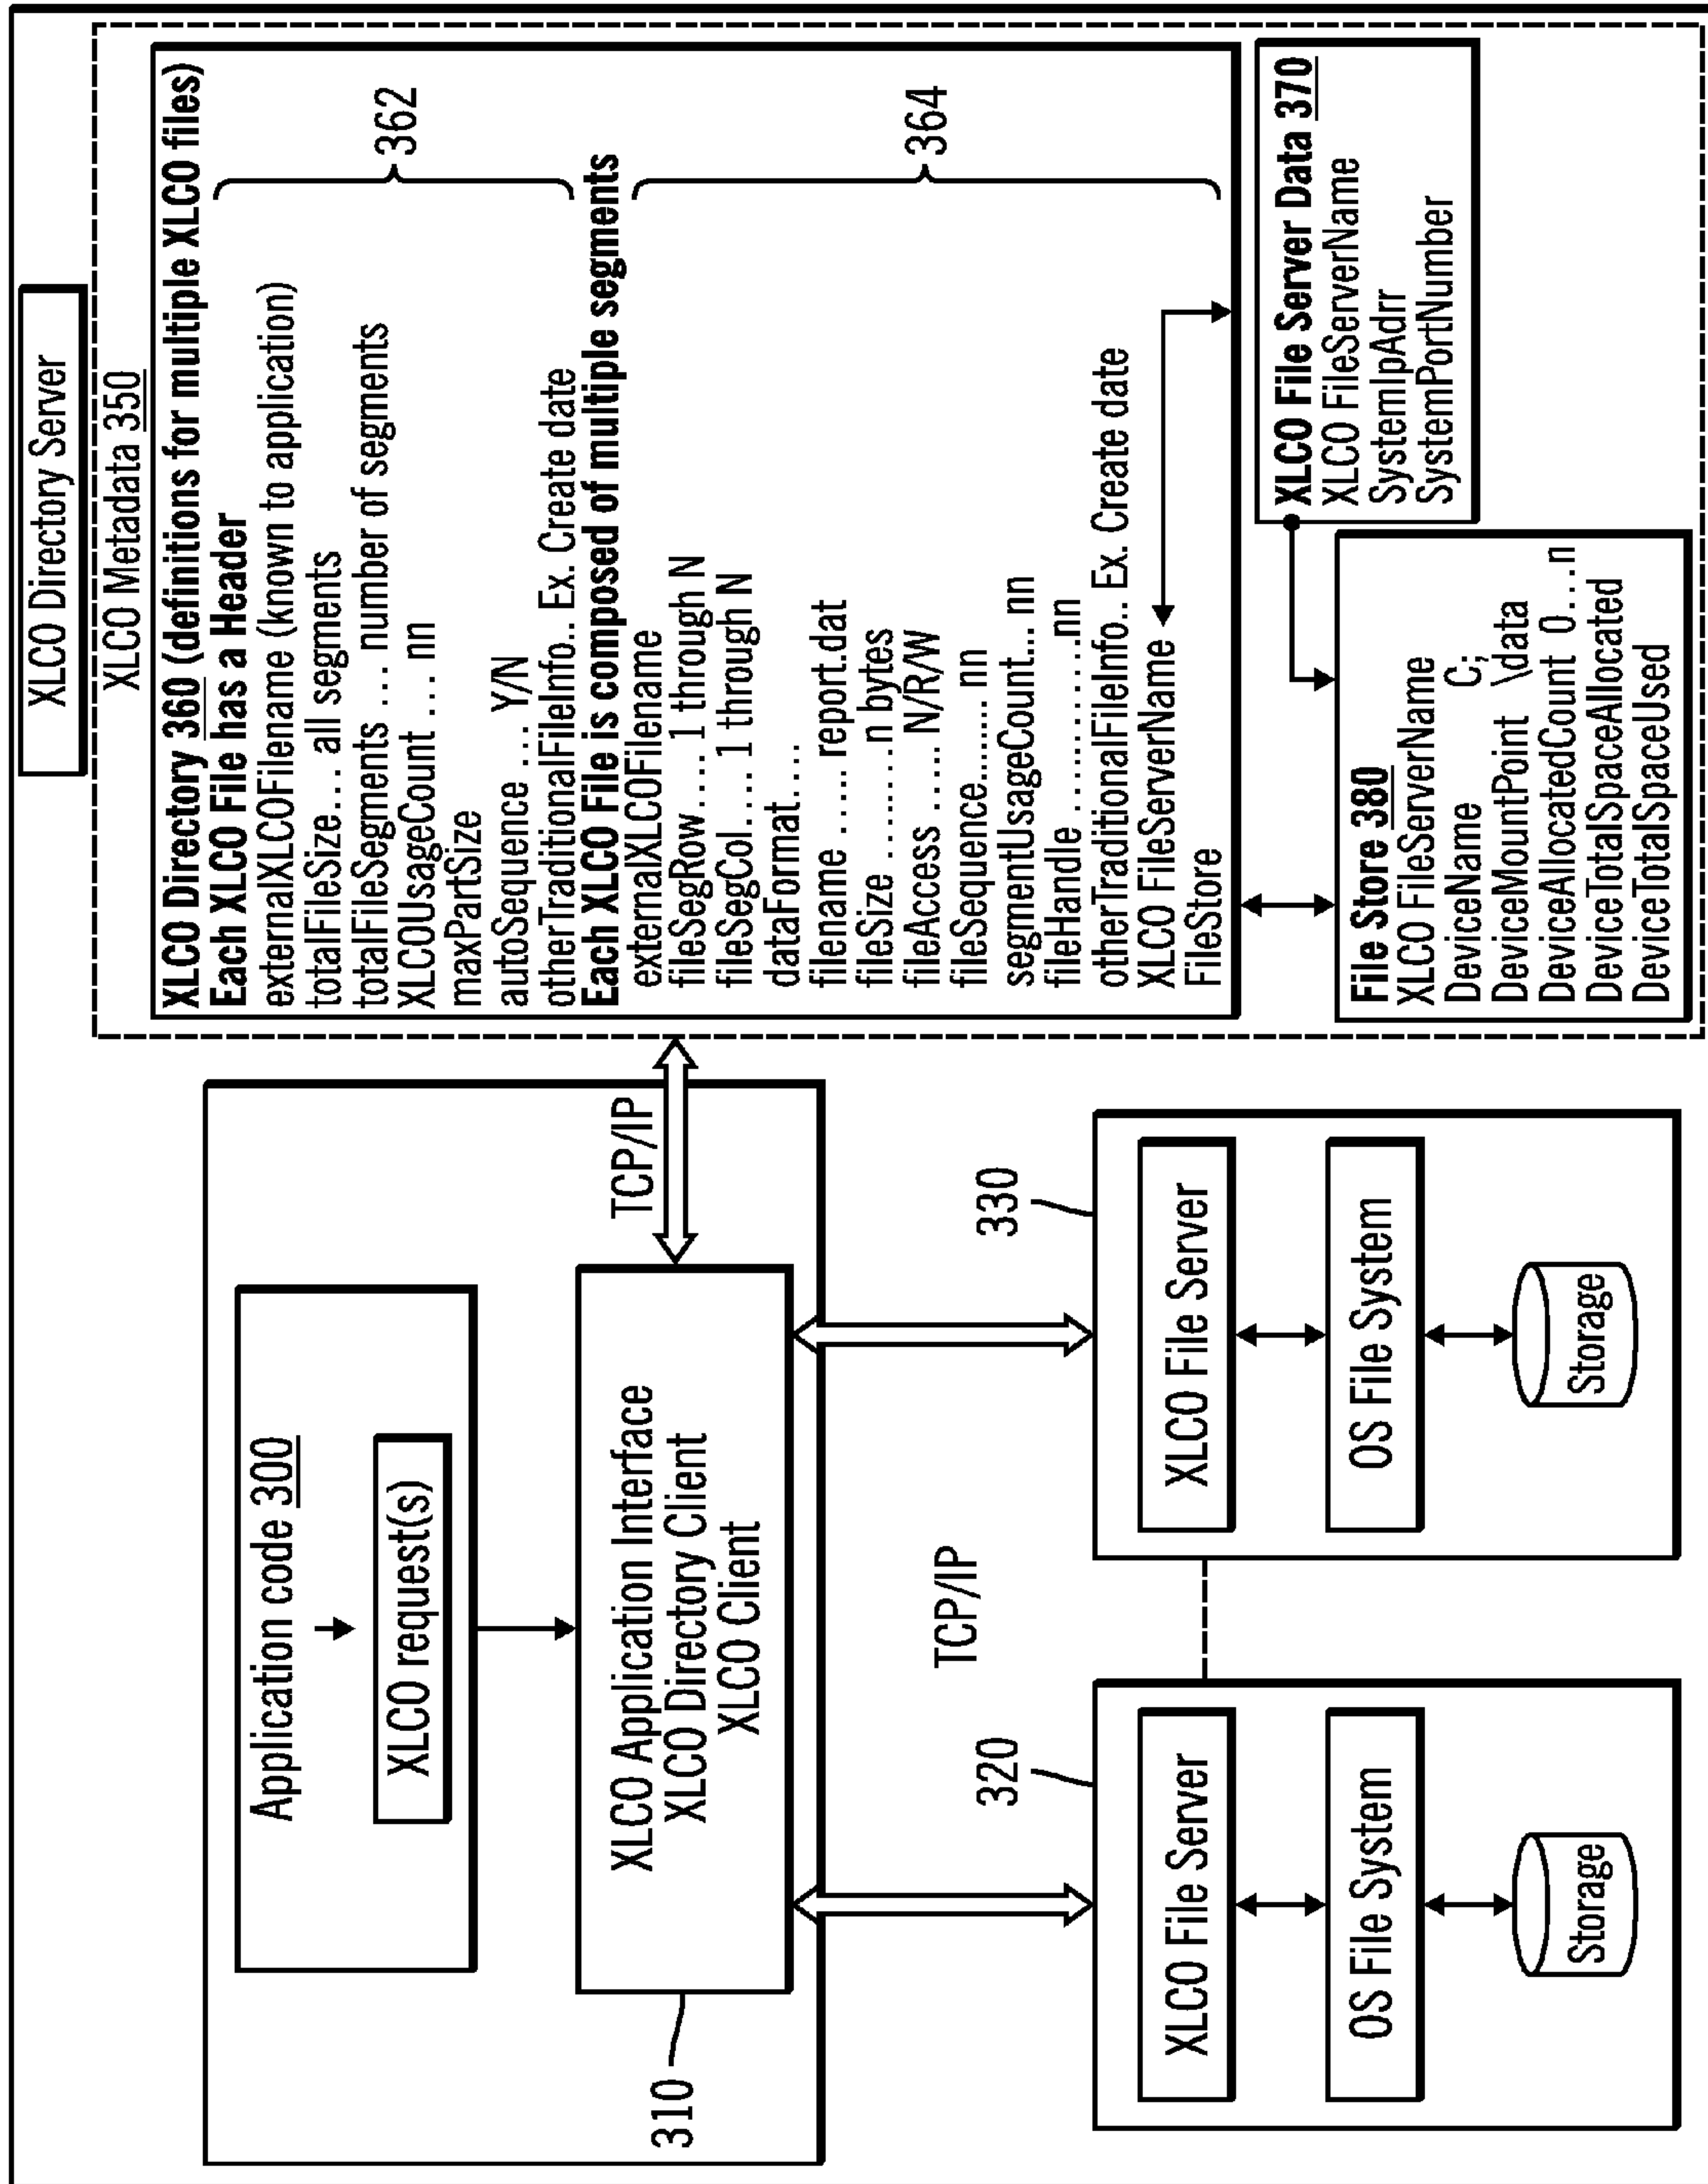 XLCO Directory Server
XLCO Metadata 350
XLCO Directory 360 (definitions for multiple XLCO files)
Each XLCO File has a Header
externalXLCOFilename (known to application)
totalFileSize... all segments
totalFileSegments ... number of segments
XLCOUsageCount ... nn
maxPartSize
autoSequence ... Y/N
otherTraditionalFileInfo.. Ex. Create date
362
Each XLCO File is composed of multiple segments
externalXLCOFilename
fileSegRow.... 1 through N
fileSegCol.... 1 through N
dataFormat....
filename ..... report.dat
fileSize .......... n bytes
fileAccess ..... N/R/W
fileSequence....... nn
segmentUsageCount... nn
fileHandle ............nn
otherTraditionalFileInfo.. Ex. Create date
XLCO FileServerName
FileStore
364
XLCO File Server Data 370
XLCO FileServerName
SystemIpAdrr
SystemPortNumber
File Store 380
XLCO FileServerName
DeviceName C;
DeviceMountPoint \data
DeviceAllocatedCount 0...n
DeviceTotalSpaceAllocated
DeviceTotalSpaceUsed
Application code 300
XLCO request(s)
XLCO Application Interface
XLCO Directory Client
XLCO Client
310
TCP/IP
TCP/IP
320
XLCO File Server
OS File System
Storage
330
XLCO File Server
OS File System
Storage